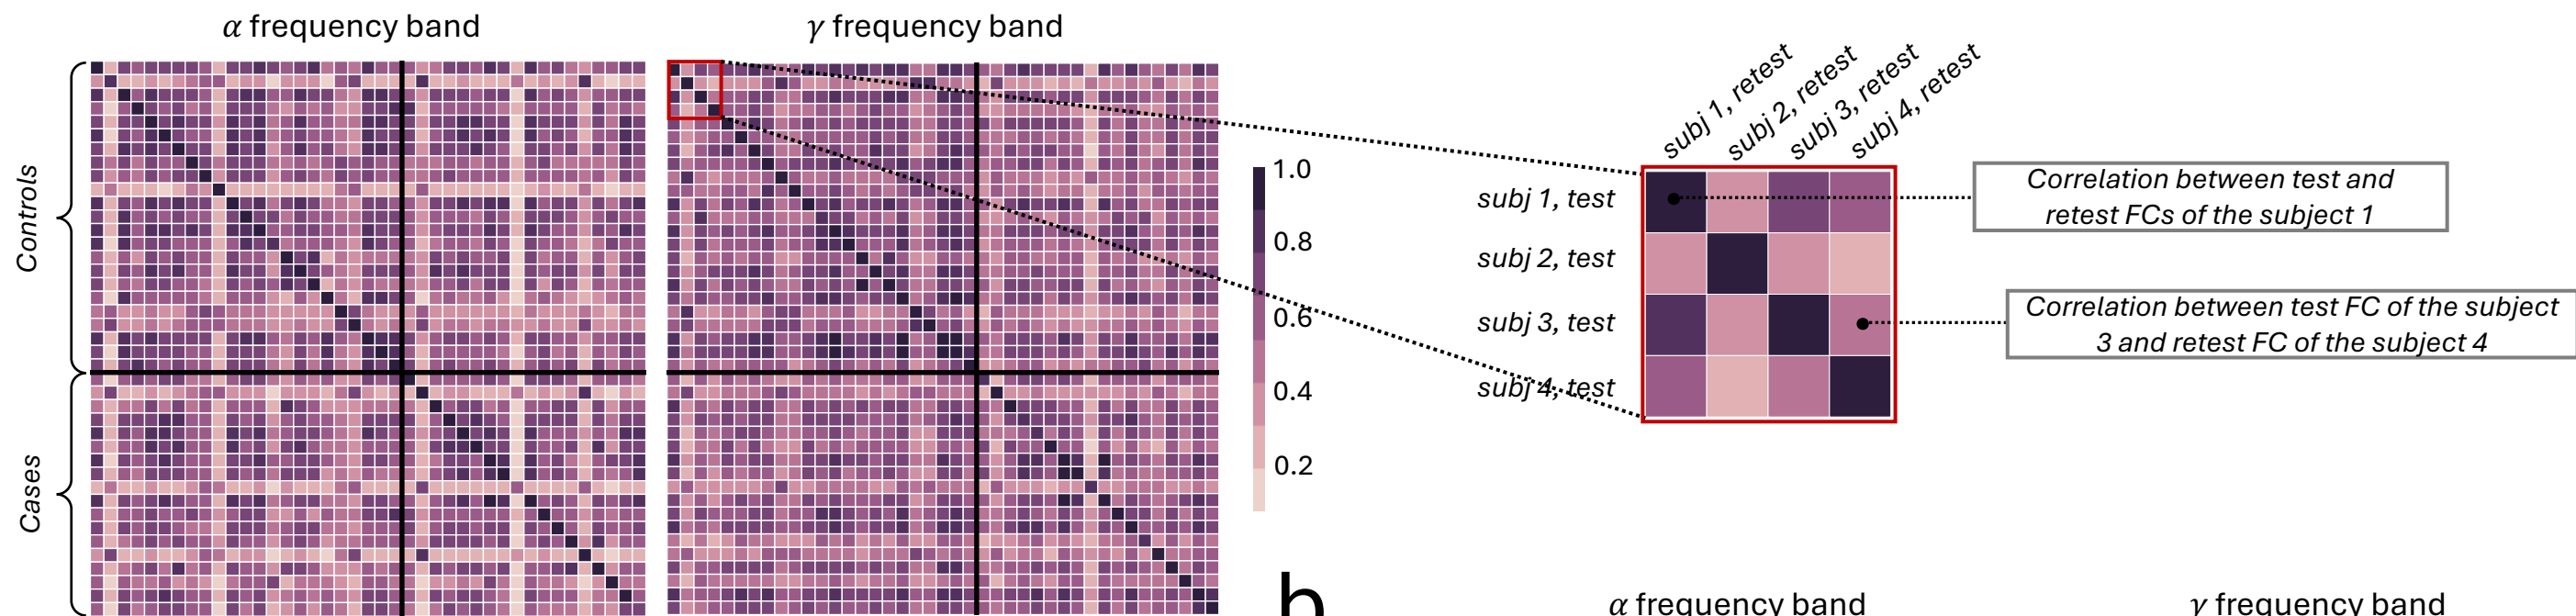 α frequency band
γ frequency band
Controls
Cases
1.0
0.8
0.6
0.4
0.2
subj 1, retest
subj 2, retest
subj 3, retest
subj 4, retest
subj 1, test
subj 2, test
subj 3, test
subj 4, test
Correlation between test and
retest FCs of the subject 1
Correlation between test FC of the subject
3 and retest FC of the subject 4
b
α frequency band
γ frequency band